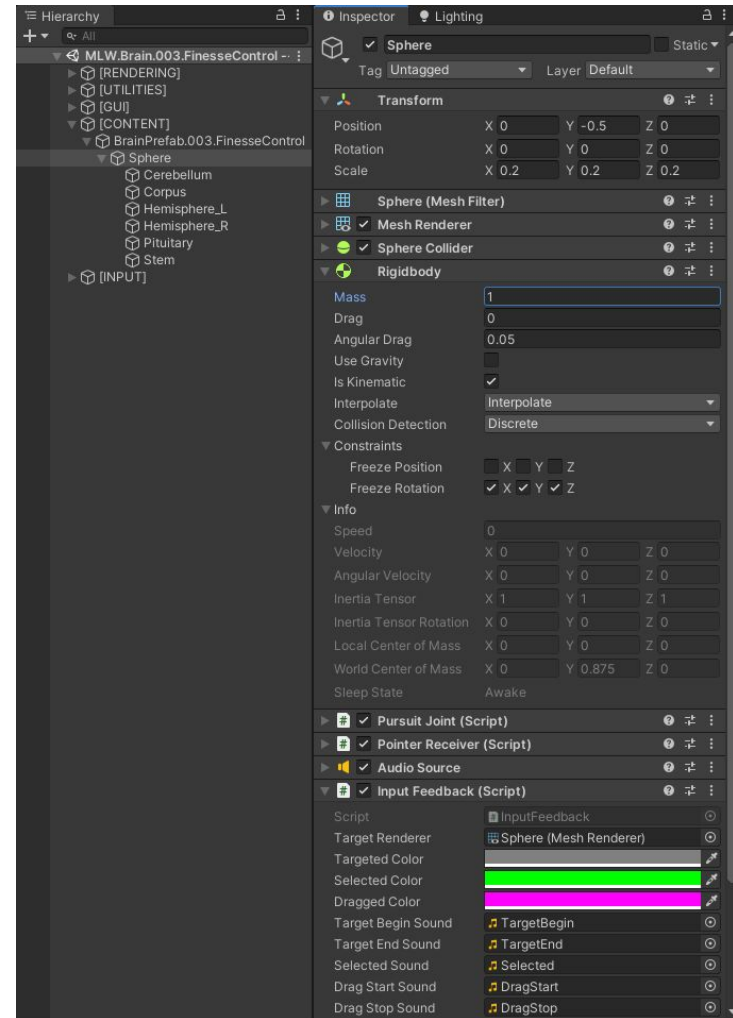 Hierarchy
All
MLW.Brain.003.FinesseControl -
[RENDERING]
[UTILITIES]
[GUI]
[CONTENT]
BrainPrefab.003.FinesseControl
Sphere
Cerebellum
Corpus
Hemisphere_L
Hemisphere_R
Pituitary
Stem
[INPUT]
Inspector Lighting
Sphere Static
Tag Untagged Layer Default
Transform
Position X 0 Y -0.5 Z 0
Rotation X 0 Y 0 Z 0
Scale X 0.2 Y 0.2 Z 0.2
Sphere (Mesh Filter)
Mesh Renderer
Sphere Collider
Rigidbody
Mass 1
Drag 0
Angular Drag 0.05
Use Gravity
Is Kinematic
Interpolate Interpolate
Collision Detection Discrete
Constraints
Freeze Position X Y Z
Freeze Rotation X Y Z
Info
Speed 0
Velocity X 0 Y 0 Z 0
Angular Velocity X 0 Y 0 Z 0
Inertia Tensor X 1 Y 1 Z 1
Inertia Tensor Rotation X 0 Y 0 Z 0
Local Center of Mass X 0 Y 0 Z 0
World Center of Mass X 0 Y 0.875 Z 0
Sleep State Awake
# Pursuit Joint (Script)
# Pointer Receiver (Script)
Audio Source
# Input Feedback (Script)
Script InputFeedback
Target Renderer Sphere (Mesh Renderer)
Targeted Color
Selected Color
Dragged Color
Target Begin Sound TargetBegin
Target End Sound TargetEnd
Selected Sound Selected
Drag Start Sound DragStart
Drag Stop Sound DragStop